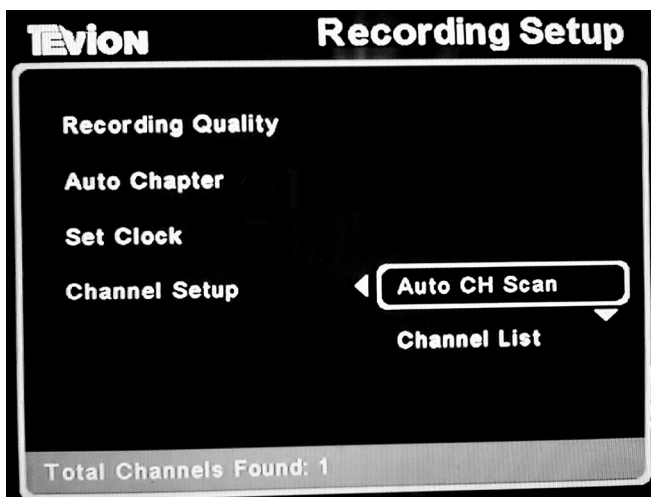 TEViON
Recording Setup
Recording Quality
Auto Chapter
Set Clock
Channel Setup
Auto CH Scan
Channel List
Total Channels Found: 1